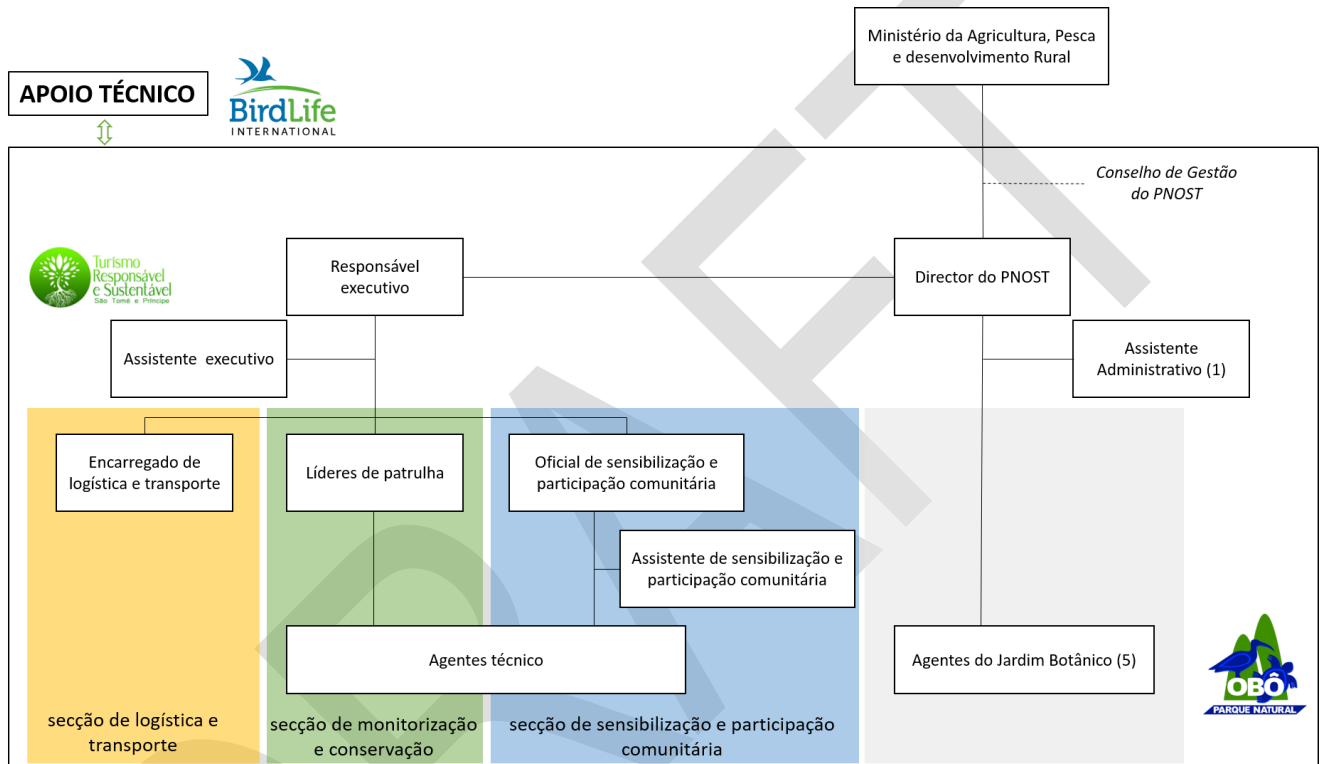 Ministério da Agricultura, Pesca
e desenvolvimento Rural
APOIO TÉCNICO
BirdLife
INTERNATIONAL
Conselho de Gestão
do PNOST
Turismo
Responsável
e Sustentável
São Tomé e Príncipe
Responsável
executivo
Director do PNOST
Assistente executivo
Assistente
Administrativo (1)
Encarregado de
logística e transporte
Líderes de patrulha
Oficial de sensibilização e
participação comunitária
Assistente de sensibilização e
participação comunitária
Agentes técnico
Agentes do Jardim Botânico (5)
OBÔ
PARQUE NATURAL
secção de logística e
transporte
secção de monitorização
e conservação
secção de sensibilização e participação
comunitária
DRAFT